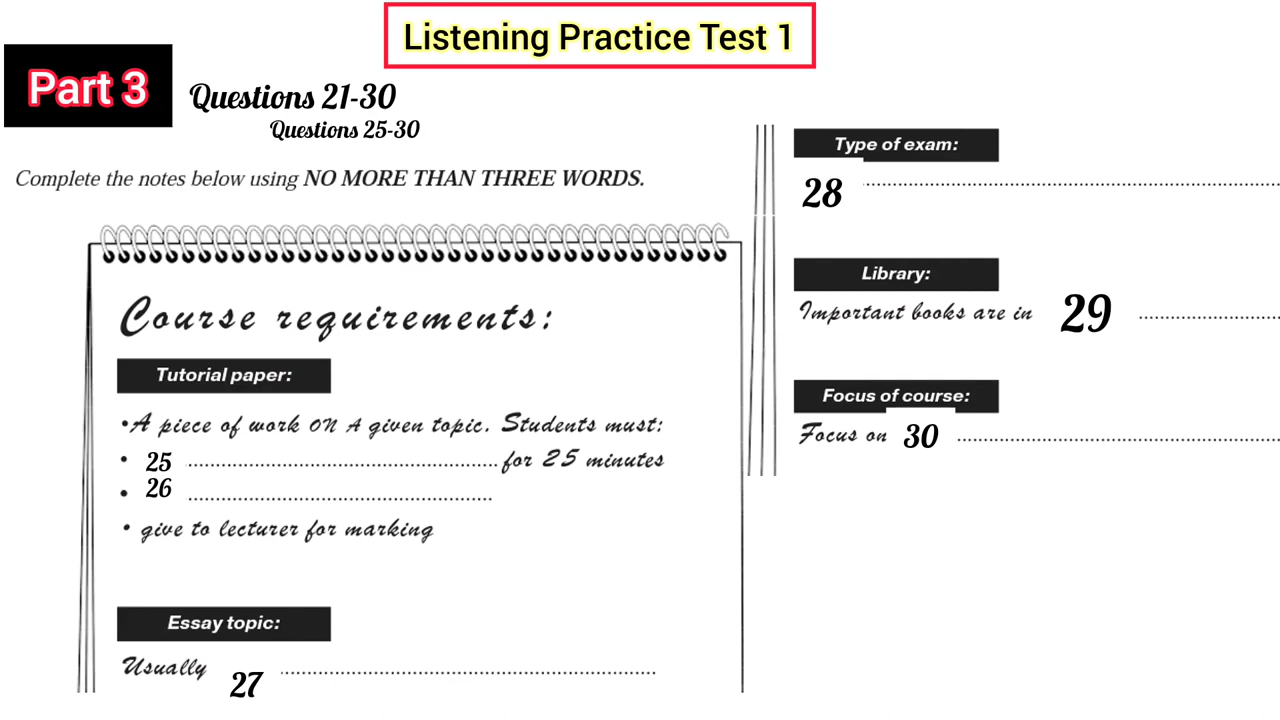 Listening Practice Test 1
Part 3
Questions 21-30
Questions 25-30
Complete the notes below using NO MORE THAN THREE WORDS.
Course requirements:
Tutorial paper:
•A piece of work ON A given topic. Students must:
• 25 ........................................ for 25 minutes
• 26 ........................................
• give to lecturer for marking
Essay topic:
Usually 27 ........................................
Type of exam:
28 ........................................
Library:
Important books are in 29 ........................................
Focus of course:
Focus on 30 ........................................